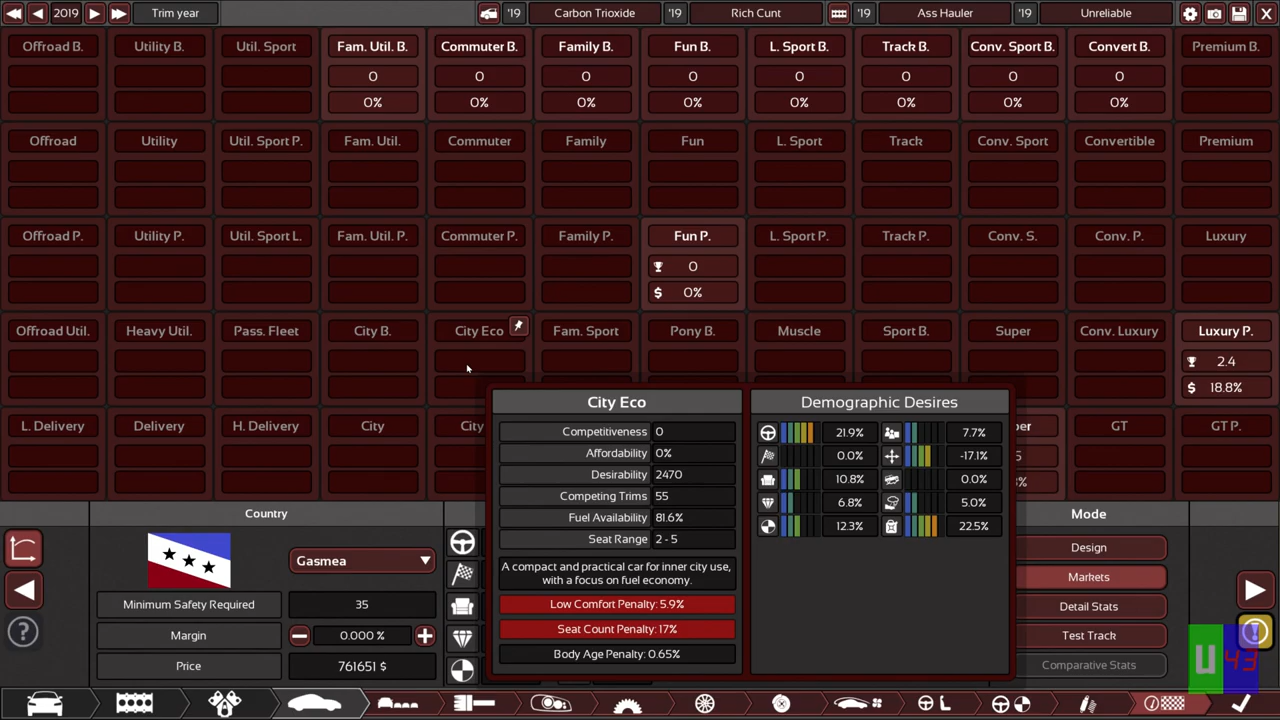 2019 Trim year '19 Carbon Trioxide '19 Rich Cunt '19 Ass Hauler '19 Unreliable
Offroad B. Utility B. Util. Sport Fam. Util. B. Commuter B. Family B. Fun B. L. Sport B. Track B. Conv. Sport B. Convert B. Premium B.
0 0 0 0 0 0 0 0
0% 0% 0% 0% 0% 0% 0% 0%
Offroad Utility Util. Sport P. Fam. Util. Commuter Family Fun L. Sport Track Conv. Sport Convertible Premium
Offroad P. Utility P. Util. Sport L. Fam. Util. P. Commuter P. Family P. Fun P. L. Sport P. Track P. Conv. S. Conv. P. Luxury
0
$ 0%
Offroad Util. Heavy Util. Pass. Fleet City B. City Eco Fam. Sport Pony B. Muscle Sport B. Super Conv. Luxury Luxury P.
2.4
$ 18.8%
L. Delivery Delivery H. Delivery City City GT GT P.
City Eco
Competitiveness 0
Affordability 0%
Desirability 2470
Competing Trims 55
Fuel Availability 81.6%
Seat Range 2 - 5
A compact and practical car for inner city use,
with a focus on fuel economy.
Low Comfort Penalty: 5.9%
Seat Count Penalty: 17%
Body Age Penalty: 0.65%
Demographic Desires
21.9% 7.7%
0.0% -17.1%
10.8% 0.0%
6.8% 5.0%
12.3% 22.5%
Country
Gasmea
Minimum Safety Required 35
Margin 0.000 %
Price 761651 $
Mode
Design
Markets
Detail Stats
Test Track
Comparative Stats
U 43